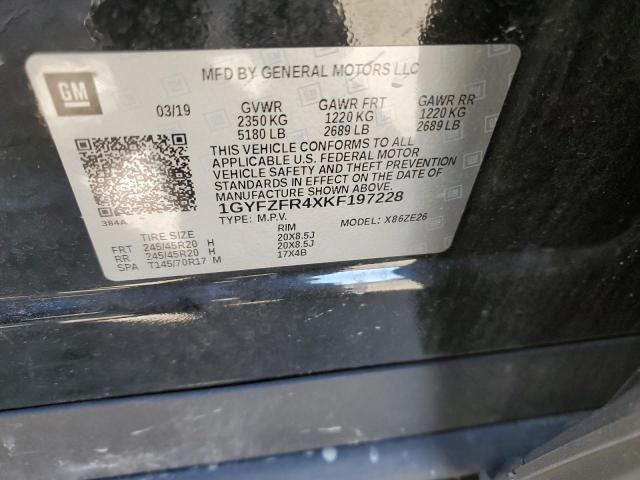 GM
MFD BY GENERAL MOTORS LLC
03/19 GVWR GAWR FRT GAWR RR
2350 KG 1220 KG 1220 KG
5180 LB 2689 LB 2689 LB
THIS VEHICLE CONFORMS TO ALL
APPLICABLE U.S. FEDERAL MOTOR
VEHICLE SAFETY AND THEFT PREVENTION
STANDARDS IN EFFECT ON THE DATE OF
MANUFACTURE SHOWN ABOVE.
1GYFZFR4XKF197228
384A
TYPE: M.P.V. MODEL: X86ZE26
TIRE SIZE RIM
FRT 245/45R20 H 20X8.5J
RR 245/45R20 H 20X8.5J
SPA T145/70R17 M 17X4B